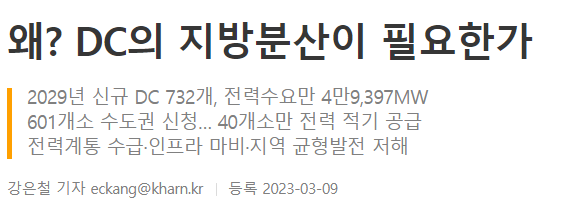 왜? DC의 지방분산이 필요한가
2029년 신규 DC 732개, 전력수요만 4만9,397MW
601개소 수도권 신청... 40개소만 전력 적기 공급
전력계통 수급·인프라 마비·지역 균형발전 저해
강은철 기자 eckang@kharn.kr | 등록 2023-03-09